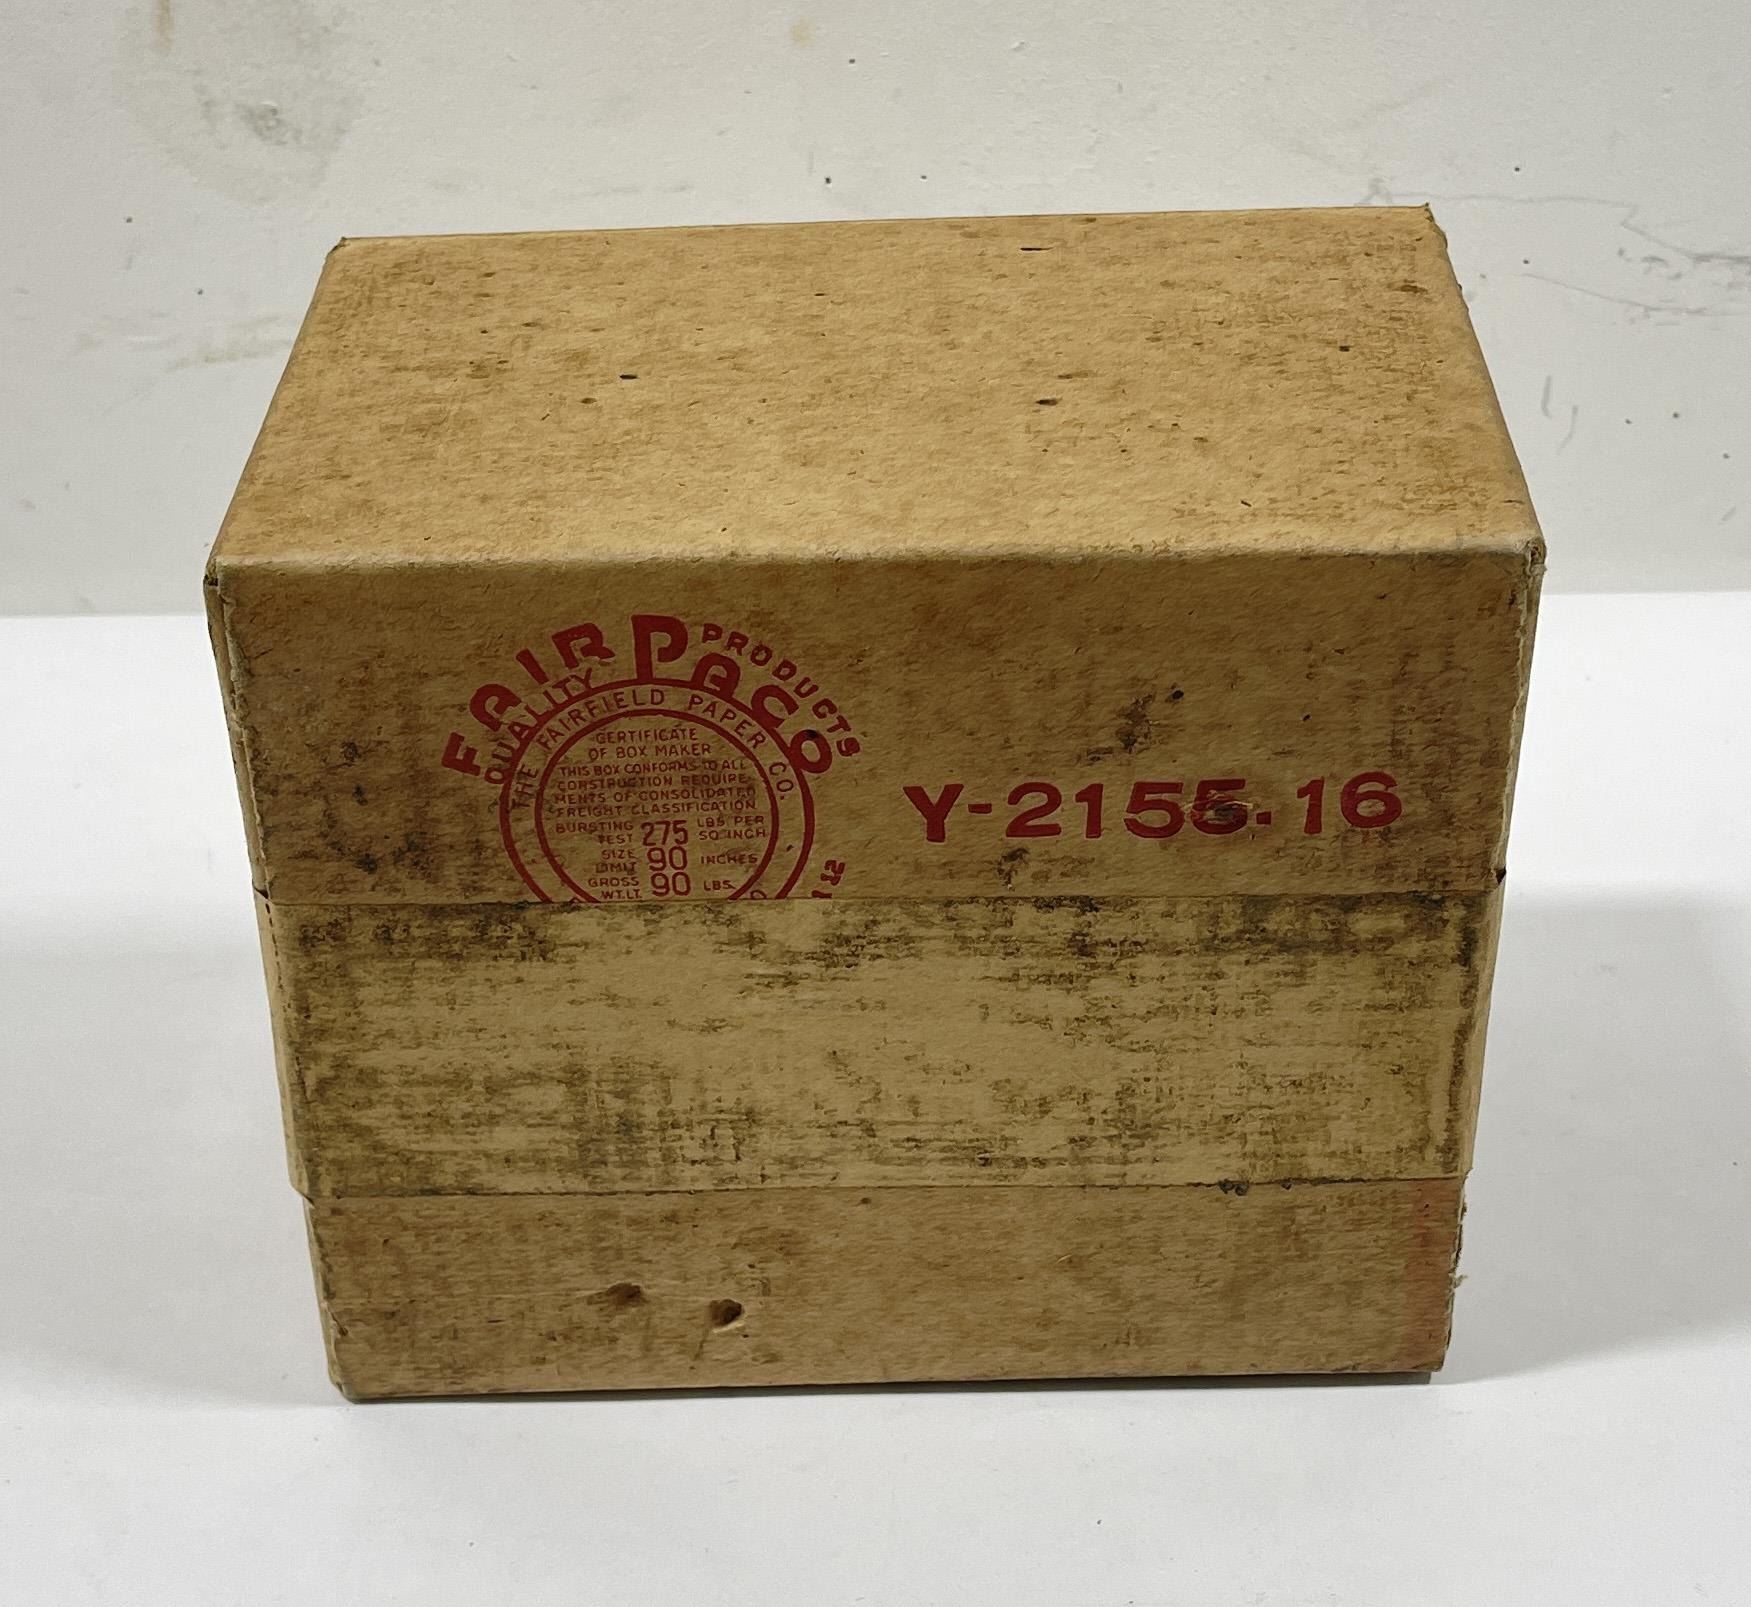 FAIRPACO
QUALITY PRODUCTS
THE FAIRFIELD PAPER CO.
CERTIFICATE
OF BOX MAKER
THIS BOX CONFORMS TO ALL
CONSTRUCTION REQUIRE-
MENTS OF CONSOLIDATED
FREIGHT CLASSIFICATION
BURSTING TEST 275 LBS PER SQ INCH
SIZE LIMIT 90 INCHES
GROSS WT. LT. 90 LBS.
Y-2155.16